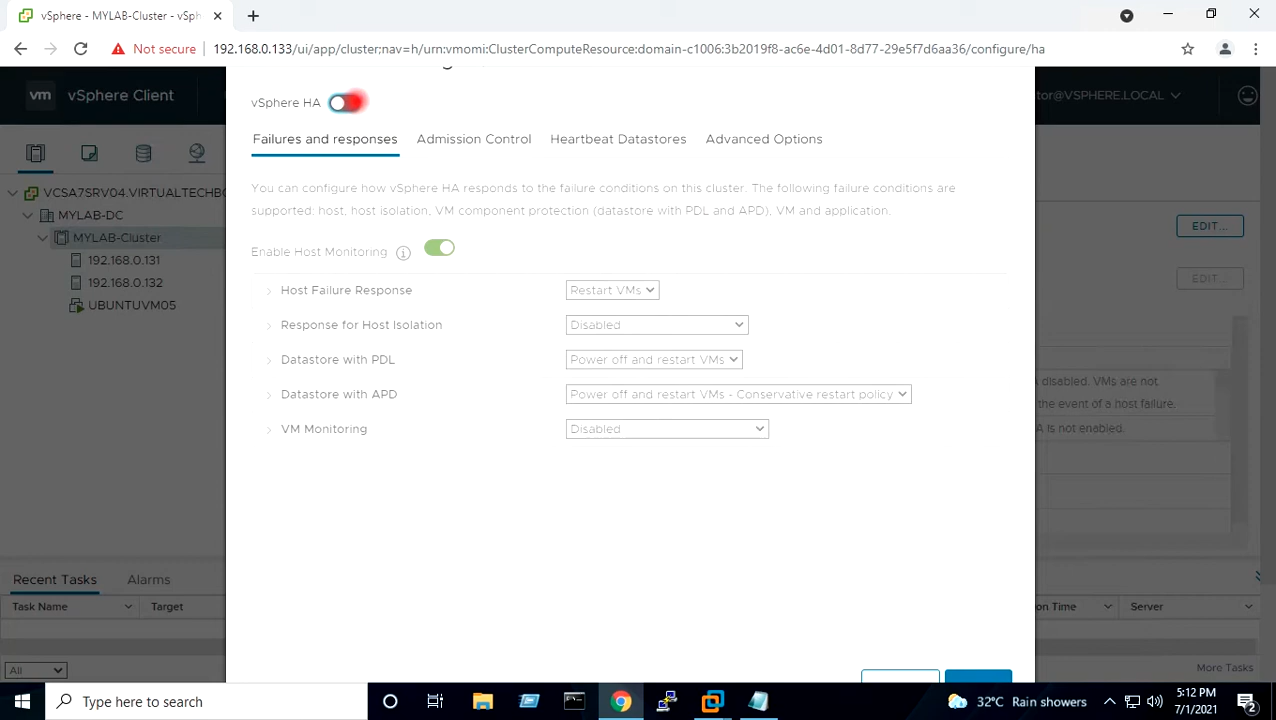 vSphere - MYLAB-Cluster - vSph
Not secure
192.168.0.133/ui/app/cluster;nav=h/urn:vmomi:ClusterComputeResource:domain-c1006:3b2019f8-ac6e-4d01-8d77-29e5f7d6aa36/configure/ha
vm vSphere Client
tor@VSPHERE.LOCAL
vSphere HA
Failures and responses Admission Control Heartbeat Datastores Advanced Options
You can configure how vSphere HA responds to the failure conditions on this cluster. The following failure conditions are
supported: host, host isolation, VM component protection (datastore with PDL and APD), VM and application.
VCSA7SRV04.VIRTUALTECHBO
MYLAB-DC
MYLAB-Cluster
192.168.0.131
192.168.0.132
UBUNTUVM05
EDIT...
EDIT...
Enable Host Monitoring
Host Failure Response Restart VMs
Response for Host Isolation Disabled
Datastore with PDL Power off and restart VMs
Datastore with APD Power off and restart VMs - Conservative restart policy
VM Monitoring Disabled
A disabled. VMs are not
the event of a host failure.
A is not enabled.
Recent Tasks Alarms
Task Name Target on Time Server
All More Tasks
Type here to search
32°C Rain showers
5:12 PM
7/1/2021
2